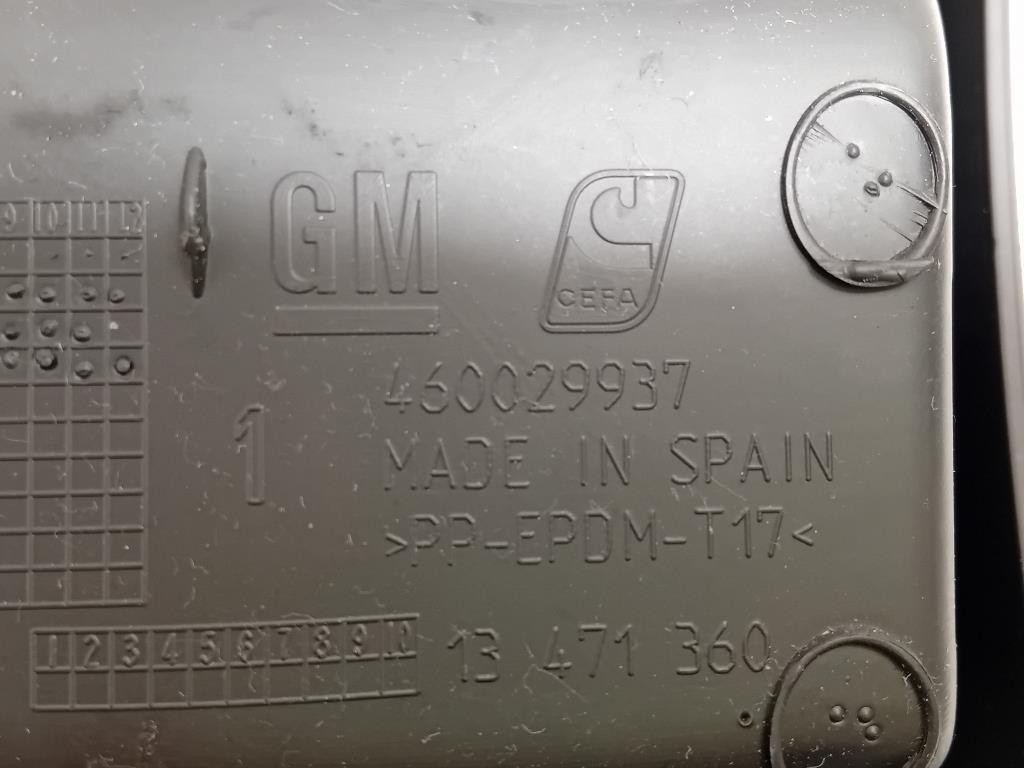 9 10 11 12
GM
CEFA
460029937
1
MADE IN SPAIN
>PP-EPDM-T17<
1 2 3 4 5 6 7 8 9 10
13 471 360